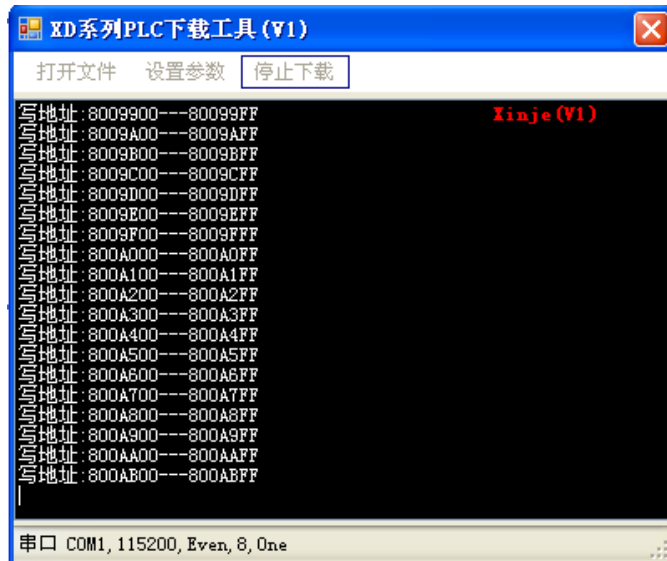 XD系列PLC下载工具(V1)
打开文件 设置参数 停止下载
写地址:8009900---80099FF
Xinje(V1)
写地址:8009A00---8009AFF
写地址:8009B00---8009BFF
写地址:8009C00---8009CFF
写地址:8009D00---8009DFF
写地址:8009E00---8009EFF
写地址:8009F00---8009FFF
写地址:800A000---800A0FF
写地址:800A100---800A1FF
写地址:800A200---800A2FF
写地址:800A300---800A3FF
写地址:800A400---800A4FF
写地址:800A500---800A5FF
写地址:800A600---800A6FF
写地址:800A700---800A7FF
写地址:800A800---800A8FF
写地址:800A900---800A9FF
写地址:800AA00---800AAFF
写地址:800AB00---800ABFF
串口 COM1,115200,Even,8,One